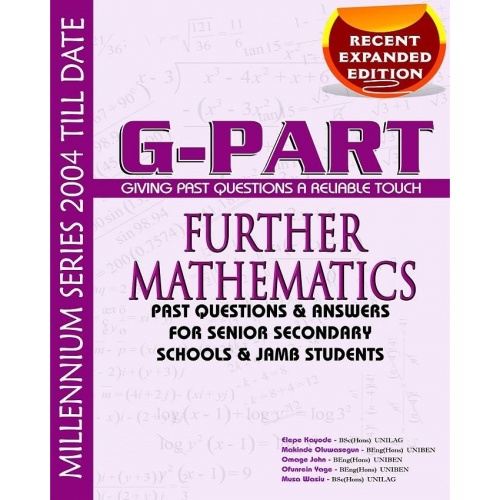 MILLENNIUM SERIES 2004 TILL DATE
RECENT
EXPANDED
EDITION
G-PART
GIVING PAST QUESTIONS A RELIABLE TOUCH
FURTHER
MATHEMATICS
PAST QUESTIONS & ANSWERS
FOR SENIOR SECONDARY
SCHOOLS & JAMB STUDENTS
Elepe Kayode - BSc(Hons) UNILAG
Makinde Oluwasegun - BEng(Hons) UNIBEN
Omage John - BEng(Hons) UNIBEN
Ofunrein Yage - BEng(Hons) UNIBEN
Musa Wasiu - BSc(Hons) UNILAG